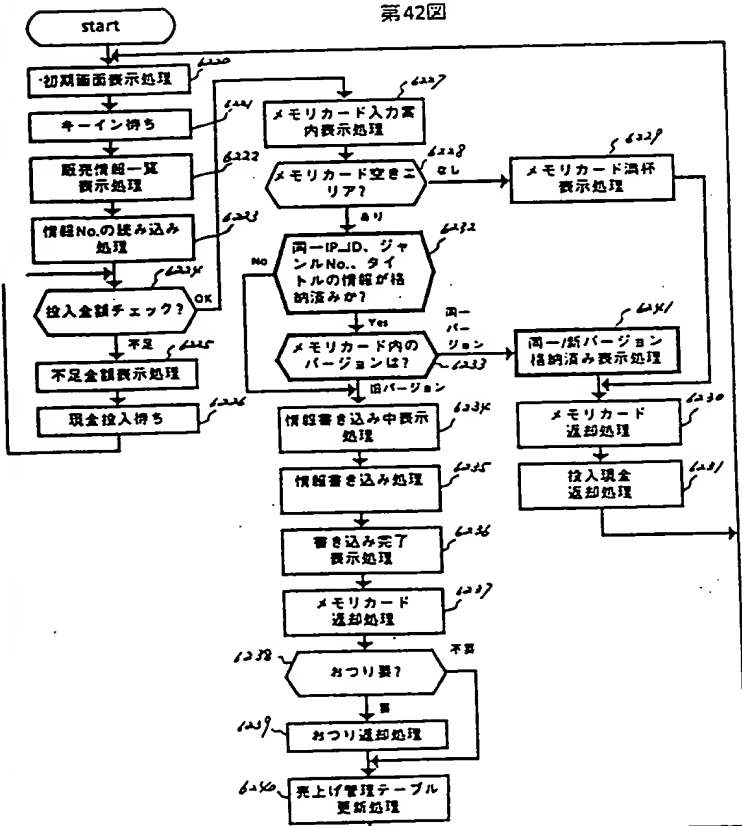 第42図
start
6220
初期画面表示処理
6221
キーイン待ち
6222
販売情報一覧
表示処理
6223
情報No.の読み込み
処理
6224
投入金額チェック?
OK
不足
6225
不足金額表示処理
6226
現金投入待ち
6227
メモリカード入力案
内表示処理
6228
メモリカード空きエ
リア?
なし
あり
6229
メモリカード満杯
表示処理
6232
同一IP_ID、ジャ
ンルNo.、タイ
トルの情報が格
納済みか?
No
Yes
メモリカード内の
バージョンは?
6233
同一
バー
ジョン
旧バージョン
6241
同一/新バージョン
格納済み表示処理
6230
メモリカード
返却処理
6231
投入現金
返却処理
6234
情報書き込み中表示
処理
6235
情報書き込み処理
6236
書き込み完了
表示処理
6237
メモリカード
返却処理
6238
おつり要?
不要
要
6239
おつり返却処理
6240
売上げ管理テーブル
更新処理